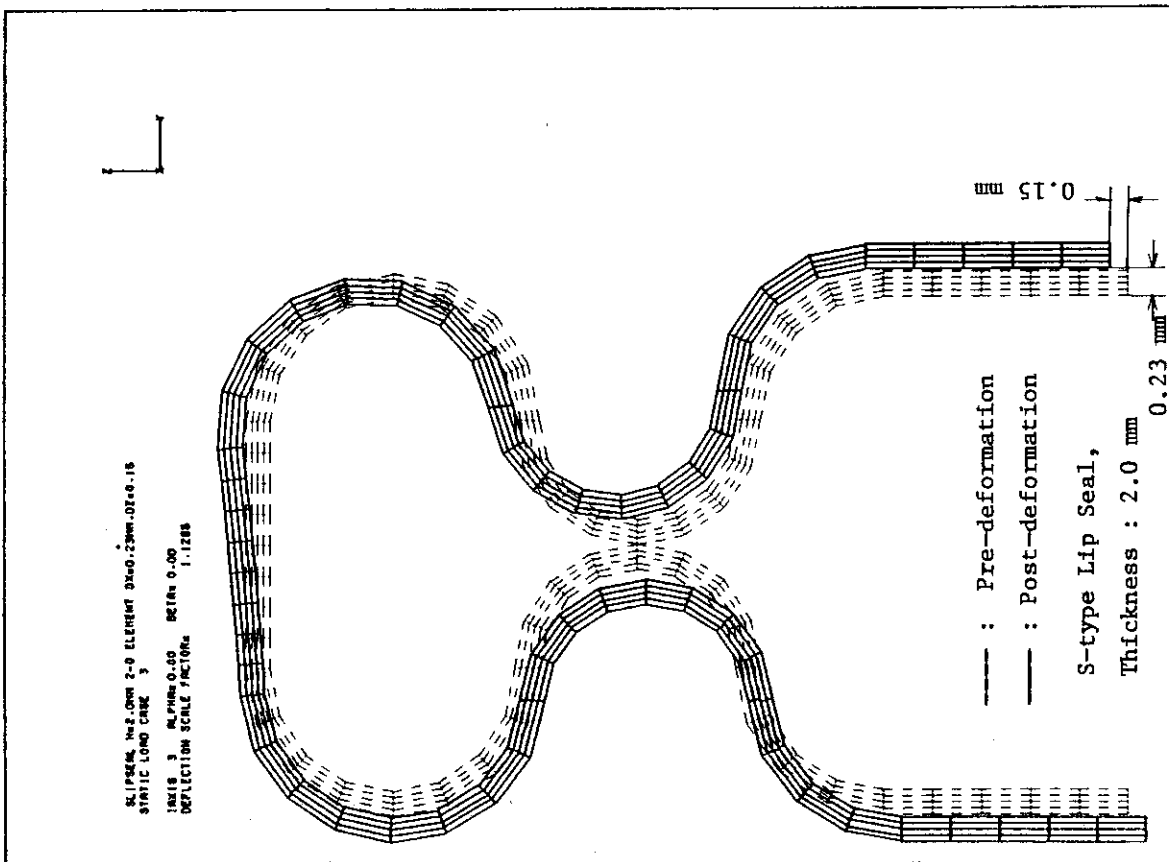 SLIPSEAL H=2.0MM 2-D ELEMENT DX=0.23MM.DZ=0.15
STATIC LOAD CASE 3
IAXIS 3 ALPHA= 0.00 BETA= 0.00
DEFLECTION SCALE FACTOR= 1.1286
0.15 mm
0.23 mm
---- : Pre-deformation
—— : Post-deformation
S-type Lip Seal,
Thickness : 2.0 mm